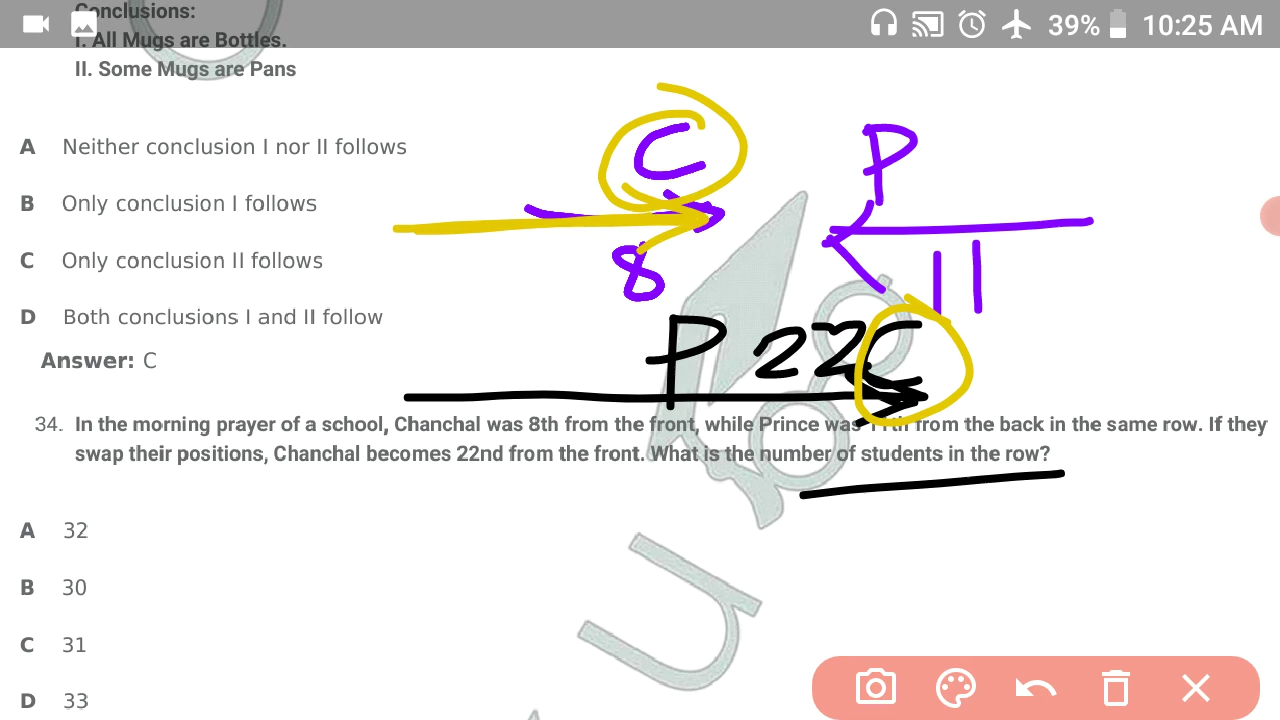 39% 10:25 AM
Conclusions:
I. All Mugs are Bottles.
II. Some Mugs are Pans
A Neither conclusion I nor II follows
B Only conclusion I follows
C Only conclusion II follows
D Both conclusions I and II follow
Answer: C
C P
8 11
P 22 C
34. In the morning prayer of a school, Chanchal was 8th from the front, while Prince was 11th from the back in the same row. If they
swap their positions, Chanchal becomes 22nd from the front. What is the number of students in the row?
A 32
B 30
C 31
D 33